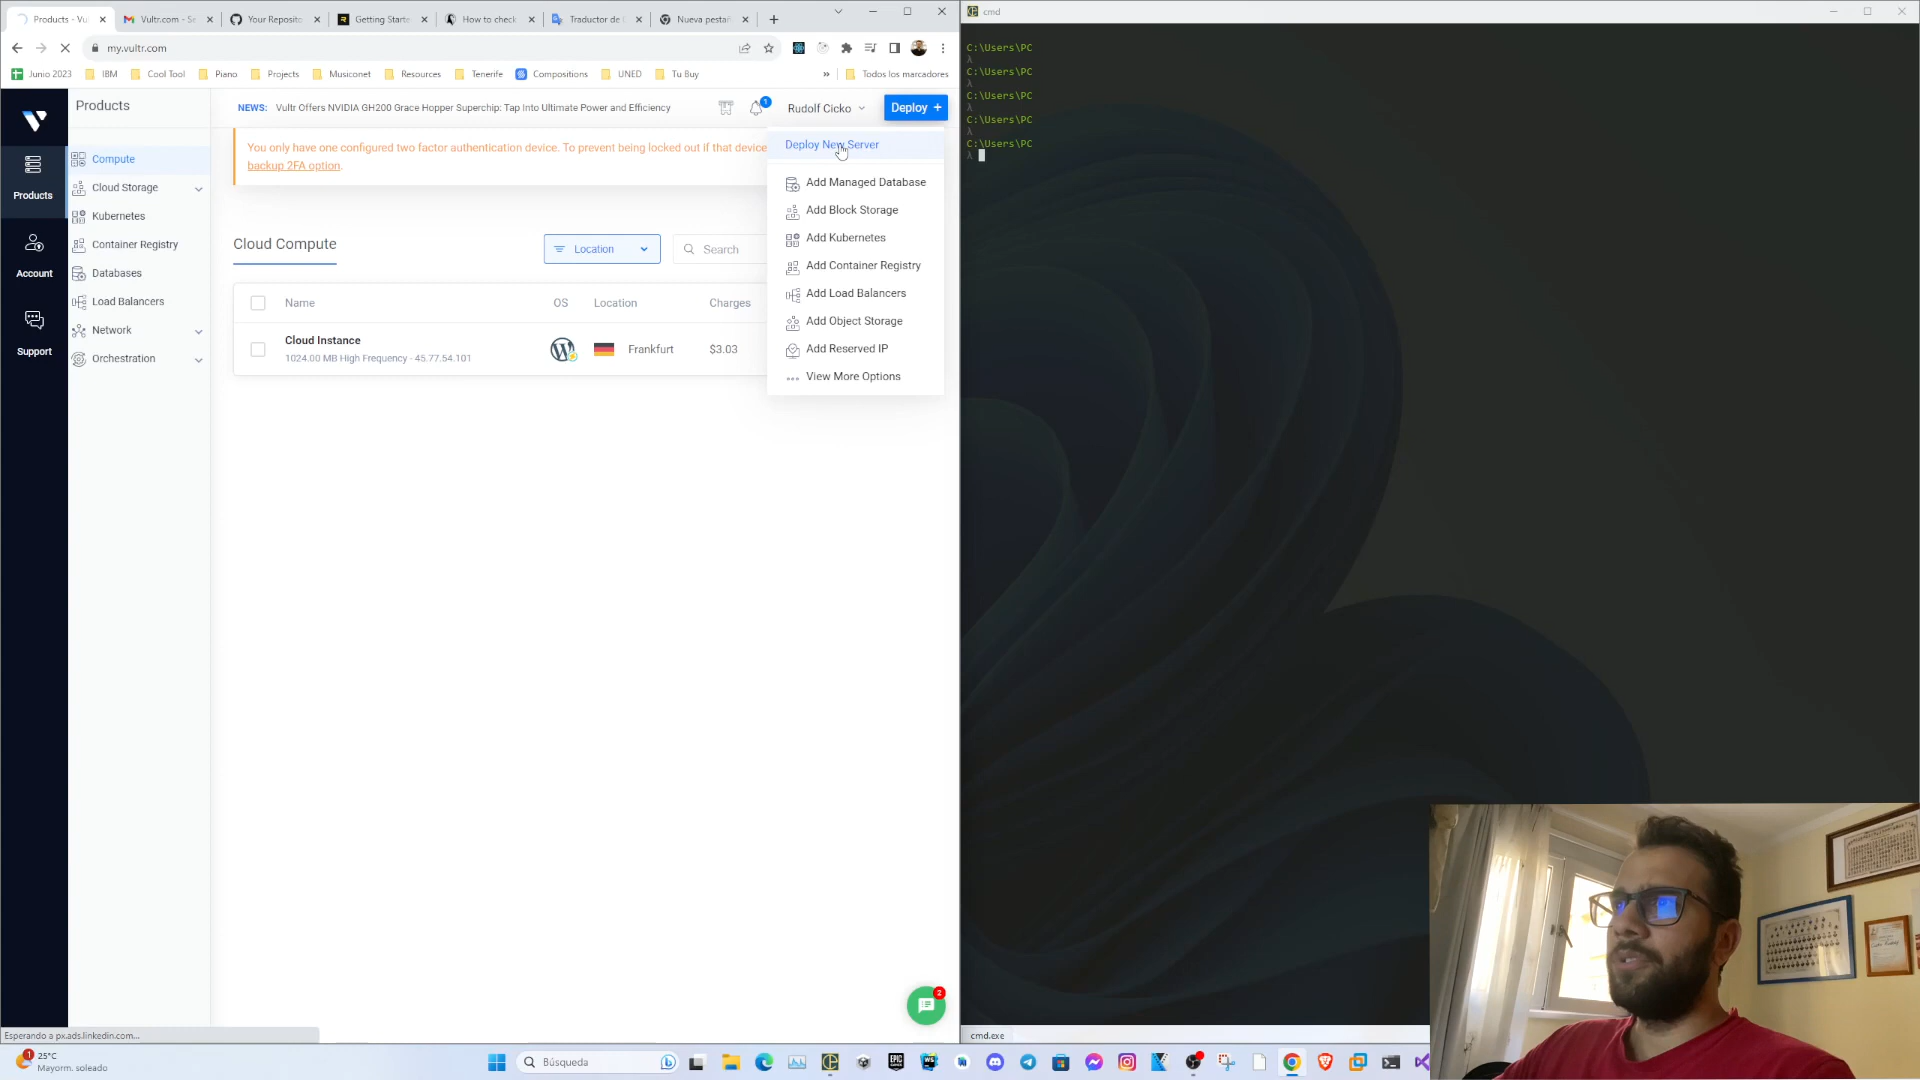 Products - Vul
Vultr.com - Se
Your Reposito
Getting Starte
How to check
Traductor de
Nueva pestañ
my.vultr.com
Junio 2023
IBM
Cool Tool
Piano
Projects
Musiconet
Resources
Tenerife
Compositions
UNED
Tu Buy
»
Todos los marcadores
Products
Account
Support
Products
Compute
Cloud Storage
Kubernetes
Container Registry
Databases
Load Balancers
Network
Orchestration
NEWS: Vultr Offers NVIDIA GH200 Grace Hopper Superchip: Tap Into Ultimate Power and Efficiency
1
Rudolf Cicko
Deploy +
You only have one configured two factor authentication device. To prevent being locked out if that device
backup 2FA option.
Deploy New Server
Add Managed Database
Add Block Storage
Add Kubernetes
Add Container Registry
Add Load Balancers
Add Object Storage
Add Reserved IP
View More Options
Cloud Compute
Location
Search
Name OS Location Charges
Cloud Instance
1024.00 MB High Frequency - 45.77.54.101
Frankfurt
$3.03
2
Esperando a px.ads.linkedin.com...
cmd
C:\Users\PC
λ
C:\Users\PC
λ
C:\Users\PC
λ
C:\Users\PC
λ
C:\Users\PC
λ
cmd.exe
1
25°C
Mayorm. soleado
Búsqueda
EPIC GAMES
WS